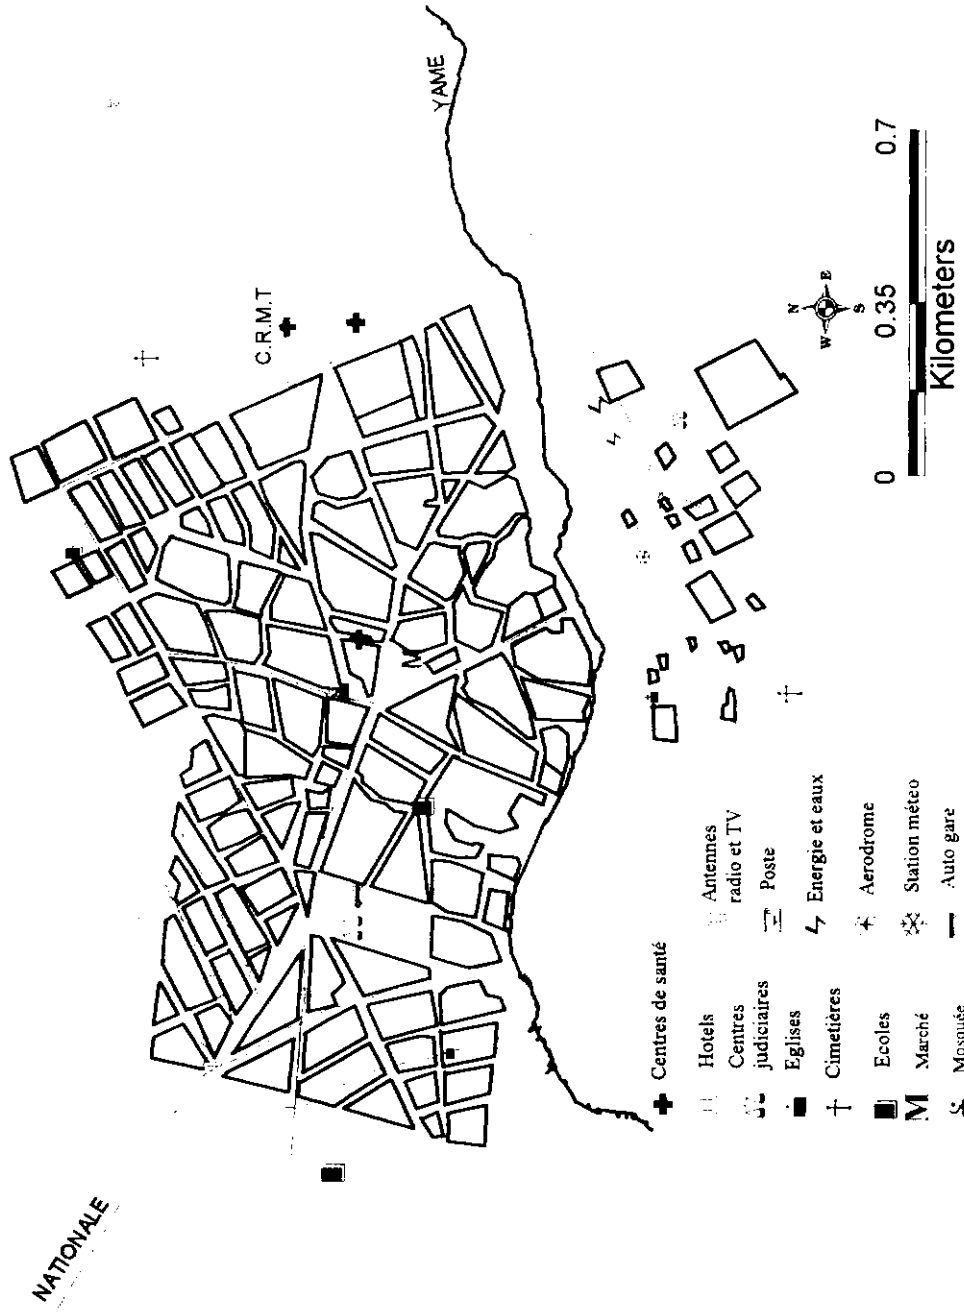 NATIONALE
C.R.M.T
YAME
M
N
W
E
S
0
0.35
0.7
Kilometers
Centres de santé
Hotels
Centres
judiciaires
Eglises
Cimetières
Ecoles
M Marché
Mosquée
Antennes
radio et TV
Poste
Energie et eaux
Aerodrome
Station météo
Auto gare